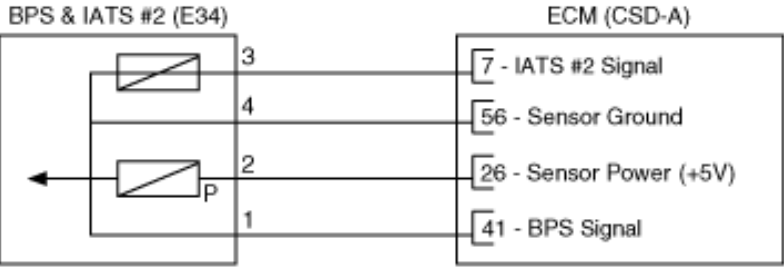 BPS & IATS #2 (E34) ECM (CSD-A)
3 7 - IATS #2 Signal
4 56 - Sensor Ground
2 26 - Sensor Power (+5V)
P
1 41 - BPS Signal